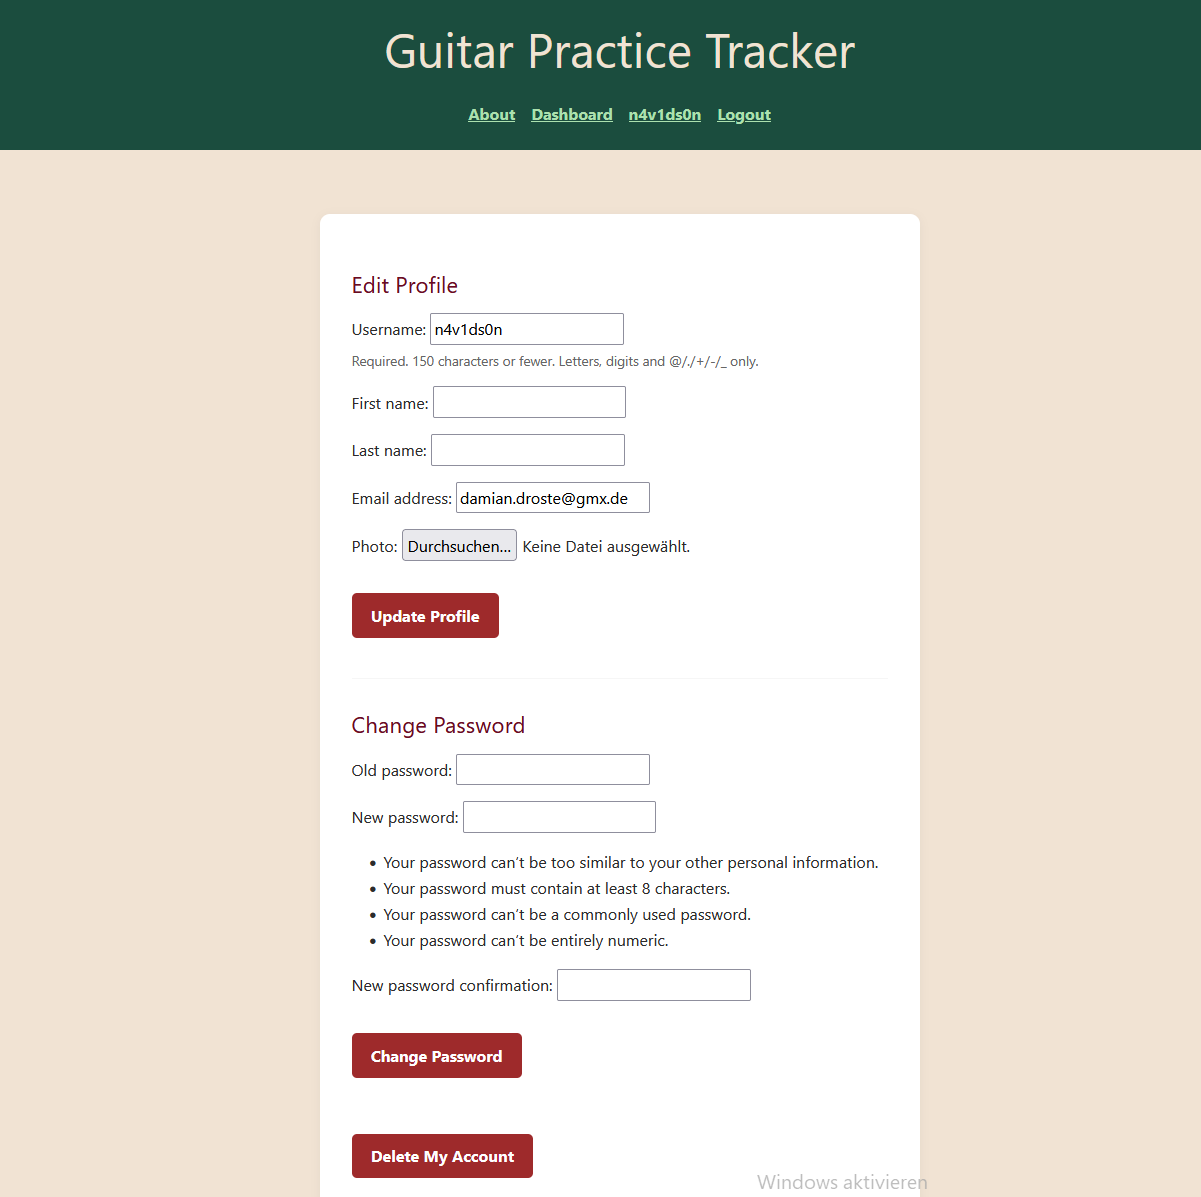 Guitar Practice Tracker
About Dashboard n4v1ds0n Logout
Edit Profile
Username: n4v1ds0n
Required. 150 characters or fewer. Letters, digits and @/./+/-/_ only.
First name:
Last name:
Email address: damian.droste@gmx.de
Photo: Durchsuchen... Keine Datei ausgewählt.
Update Profile
Change Password
Old password:
New password:
• Your password can’t be too similar to your other personal information.
• Your password must contain at least 8 characters.
• Your password can’t be a commonly used password.
• Your password can’t be entirely numeric.
New password confirmation:
Change Password
Delete My Account
Windows aktivieren